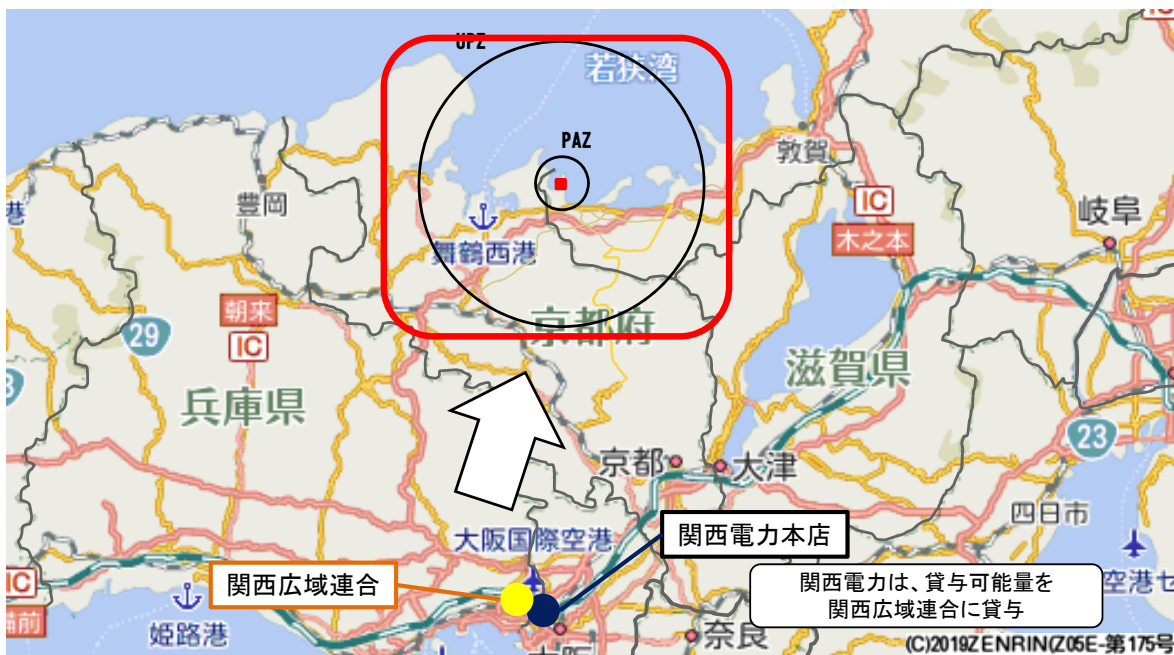 UPZ
若狭湾
PAZ
敦賀
豊岡
IC
木之本
岐阜
舞鶴西港
朝来
IC
29
京都府
滋賀県
兵庫県
23
京都
大津
四日市
大阪国際空港
関西電力本店
関西広域連合
関西電力は、貸与可能量を
関西広域連合に貸与
IC
姫路港
奈良
(C)2019ZENRIN(Z05E-第175号